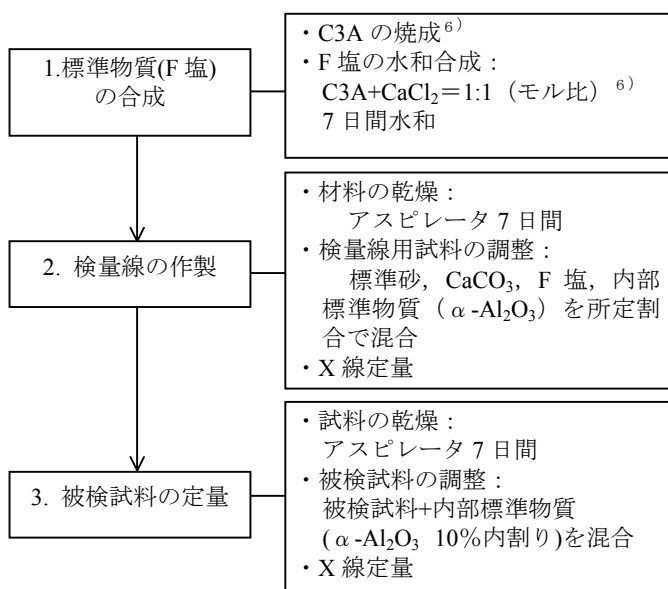 1.標準物質(F 塩)
の合成
・C3A の焼成⁶⁾
・F 塩の水和合成：
C3A+CaCl₂＝1:1（モル比）⁶⁾
7 日間水和
2. 検量線の作製
・材料の乾燥：
アスピレータ 7 日間
・検量線用試料の調整：
標準砂，CaCO₃，F 塩，内部
標準物質（α-Al₂O₃）を所定割
合で混合
・X 線定量
3. 被検試料の定量
・試料の乾燥：
アスピレータ 7 日間
・被検試料の調整：
被検試料+内部標準物質
(α-Al₂O₃ 10％内割り)を混合
・X 線定量